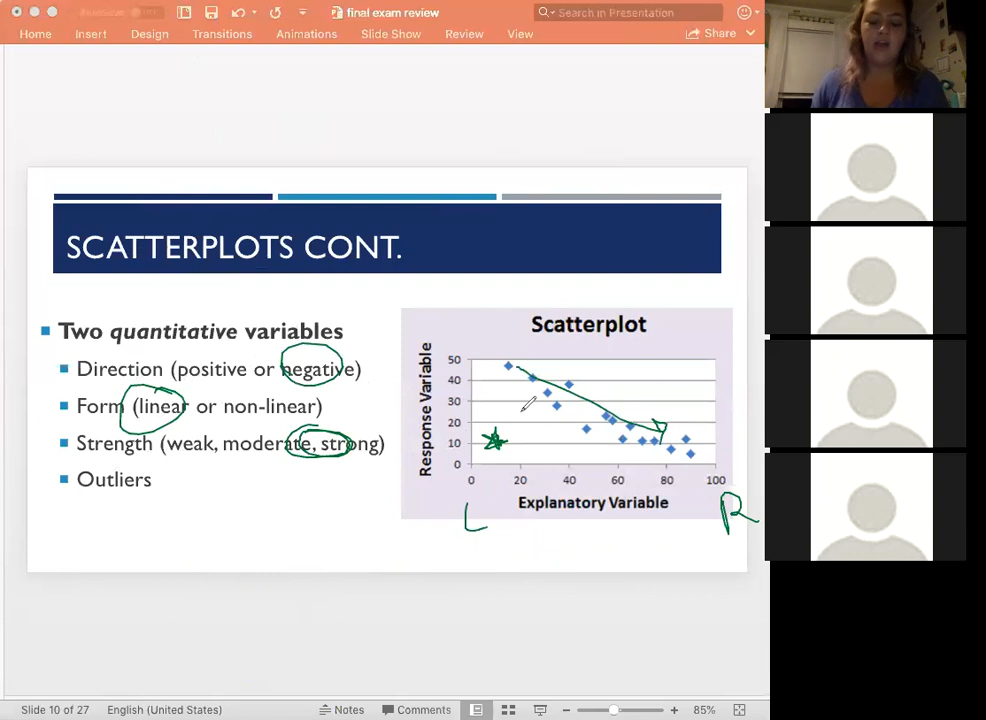 final exam review
Search in Presentation
Home Insert Design Transitions Animations Slide Show Review View Share
SCATTERPLOTS CONT.
Two quantitative variables
Direction (positive or negative)
Form (linear or non-linear)
Strength (weak, moderate, strong)
Outliers
Scatterplot
Response Variable
50
40
30
20
10
0
0 20 40 60 80 100
Explanatory Variable
L R
Slide 10 of 27 English (United States) Notes Comments 85%